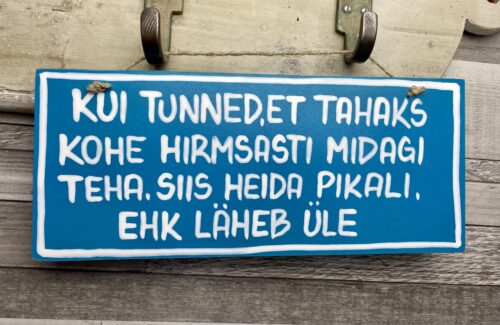 KUI TUNNED,ET TAHAKS
KOHE HIRMSASTI MIDAGI
TEHA. SIIS HEIDA PIKALI.
EHK LÄHEB ÜLE